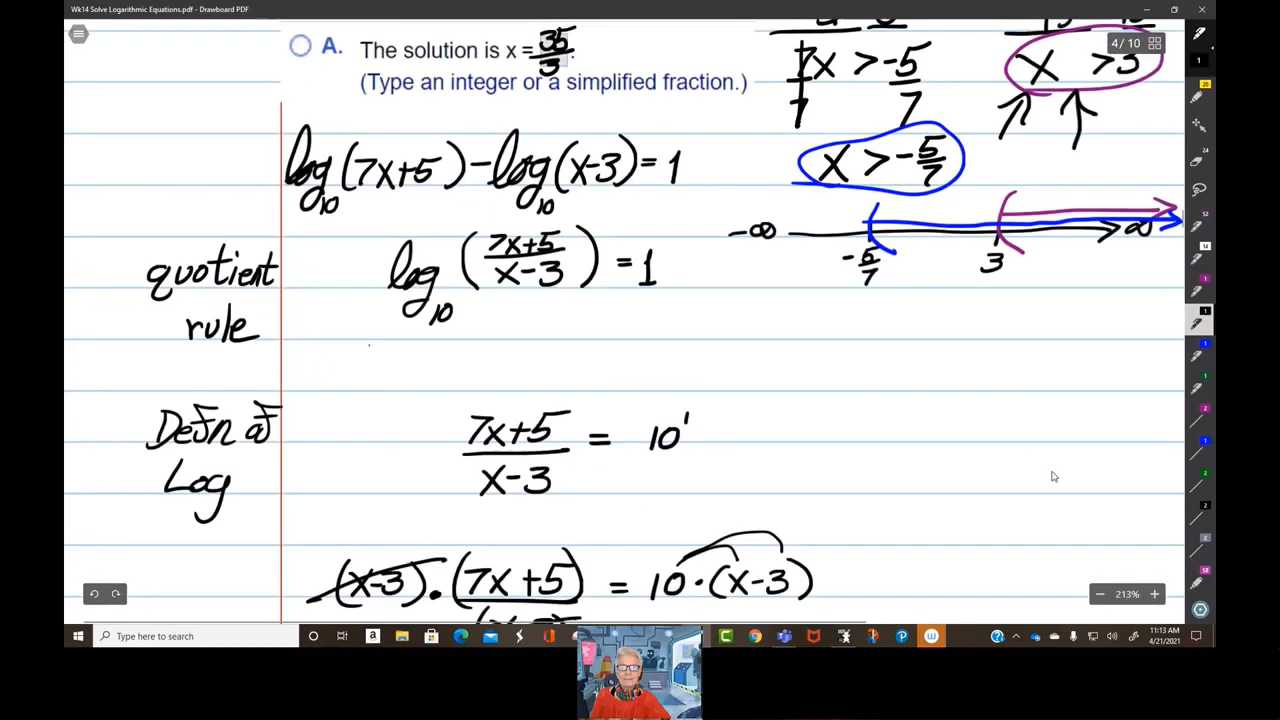 Wk14 Solve Logarithmic Equations.pdf - Drawboard PDF
4 / 10
A. The solution is x = 35/3.
(Type an integer or a simplified fraction.)
7x > -5
7 7
x > 3
x > -5/7
-∞ -5/7 3 ∞
log10 (7x+5) - log10 (x-3) = 1
quotient rule
log10 ((7x+5)/(x-3)) = 1
Defn of Log
(7x+5)/(x-3) = 10^1
(x-3) · (7x+5) = 10 · (x-3)
213%
Type here to search
11:13 AM
4/21/2021